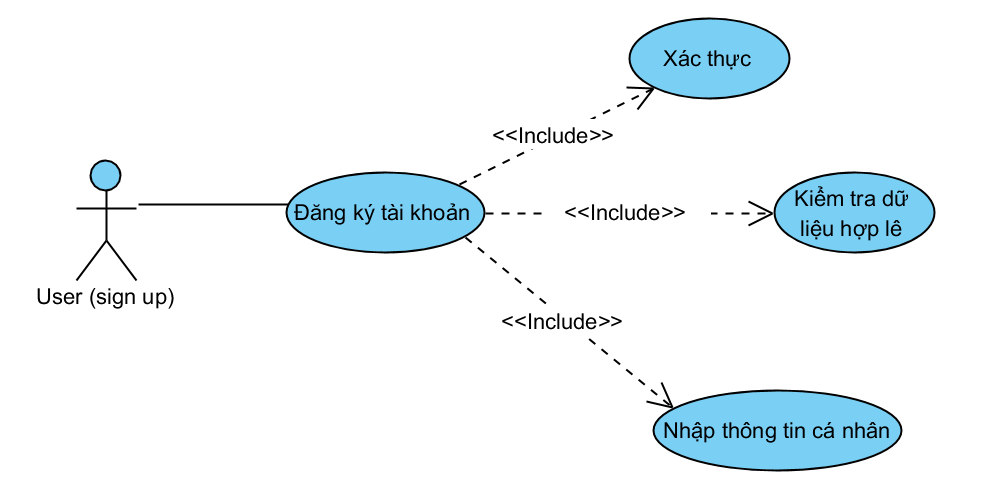 Xác thực
<<Include>>
Đăng ký tài khoản
<<Include>>
Kiểm tra dữ
liệu hợp lê
User (sign up)
<<Include>>
Nhập thông tin cá nhân